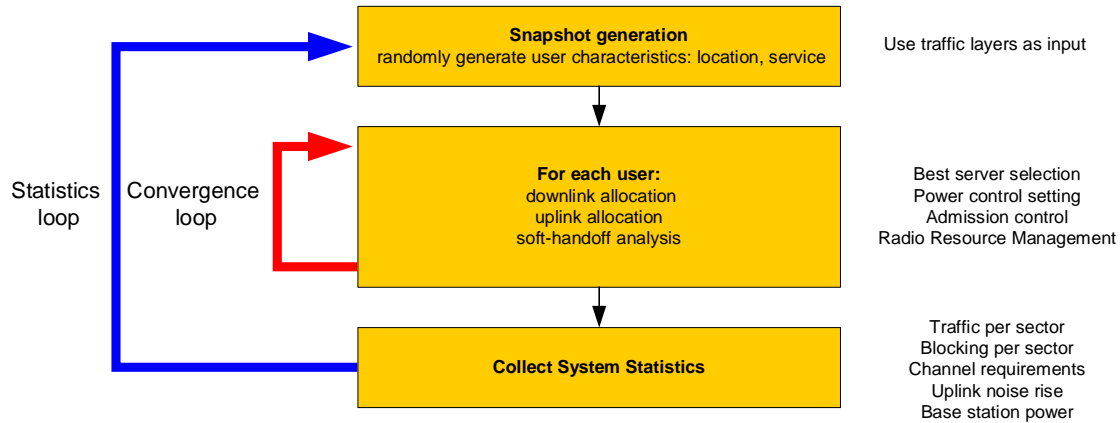 Snapshot generation
randomly generate user characteristics: location, service
Use traffic layers as input
Statistics
loop
Convergence
loop
For each user:
downlink allocation
uplink allocation
soft-handoff analysis
Best server selection
Power control setting
Admission control
Radio Resource Management
Collect System Statistics
Traffic per sector
Blocking per sector
Channel requirements
Uplink noise rise
Base station power